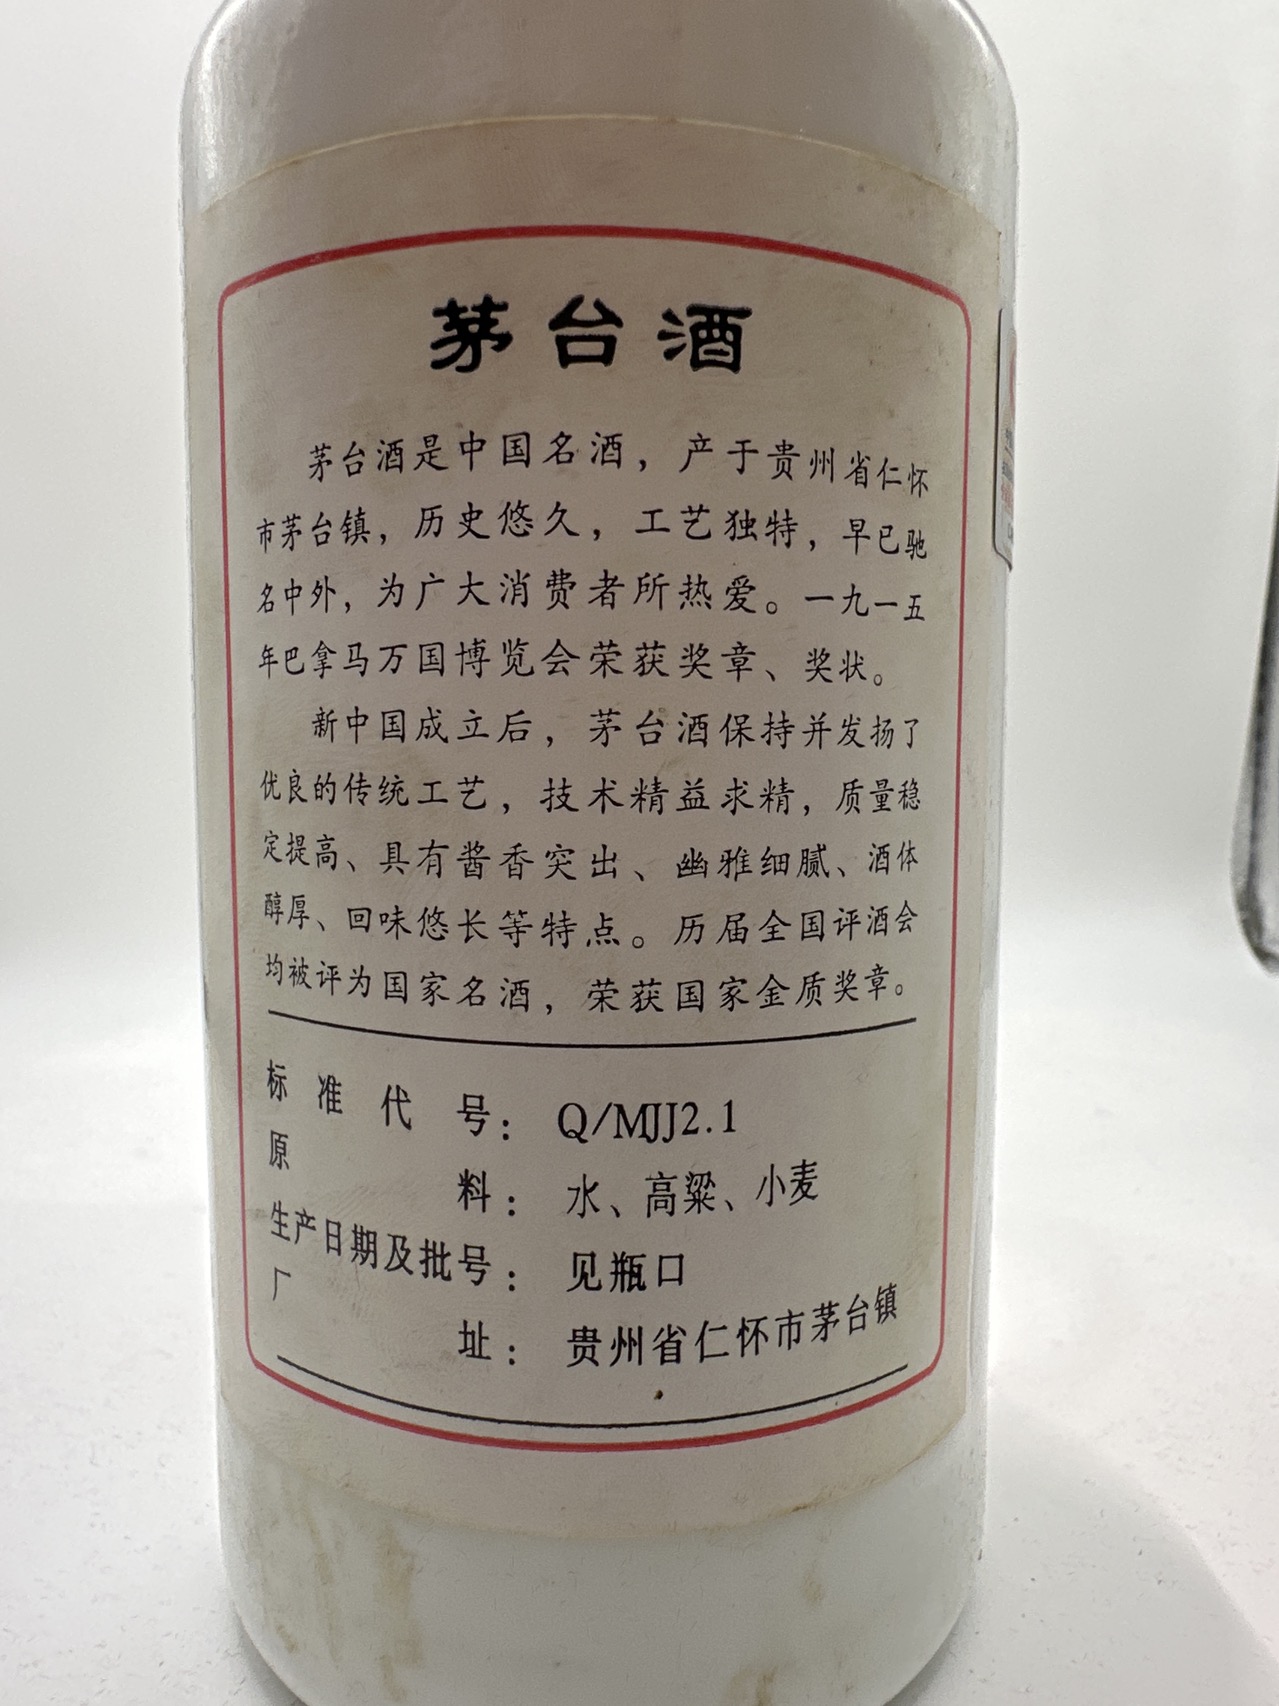 茅台酒
茅台酒是中国名酒，产于贵州省仁怀
市茅台镇，历史悠久，工艺独特，早已驰
名中外，为广大消费者所热爱。一九一五
年巴拿马万国博览会荣获奖章、奖状。
新中国成立后，茅台酒保持并发扬了
优良的传统工艺，技术精益求精，质量稳
定提高、具有酱香突出、幽雅细腻、酒体
醇厚、回味悠长等特点。历届全国评酒会
均被评为国家名酒，荣获国家金质奖章。
标准代号：Q/MJJ2.1
原料：水、高粱、小麦
生产日期及批号：见瓶口
厂址：贵州省仁怀市茅台镇